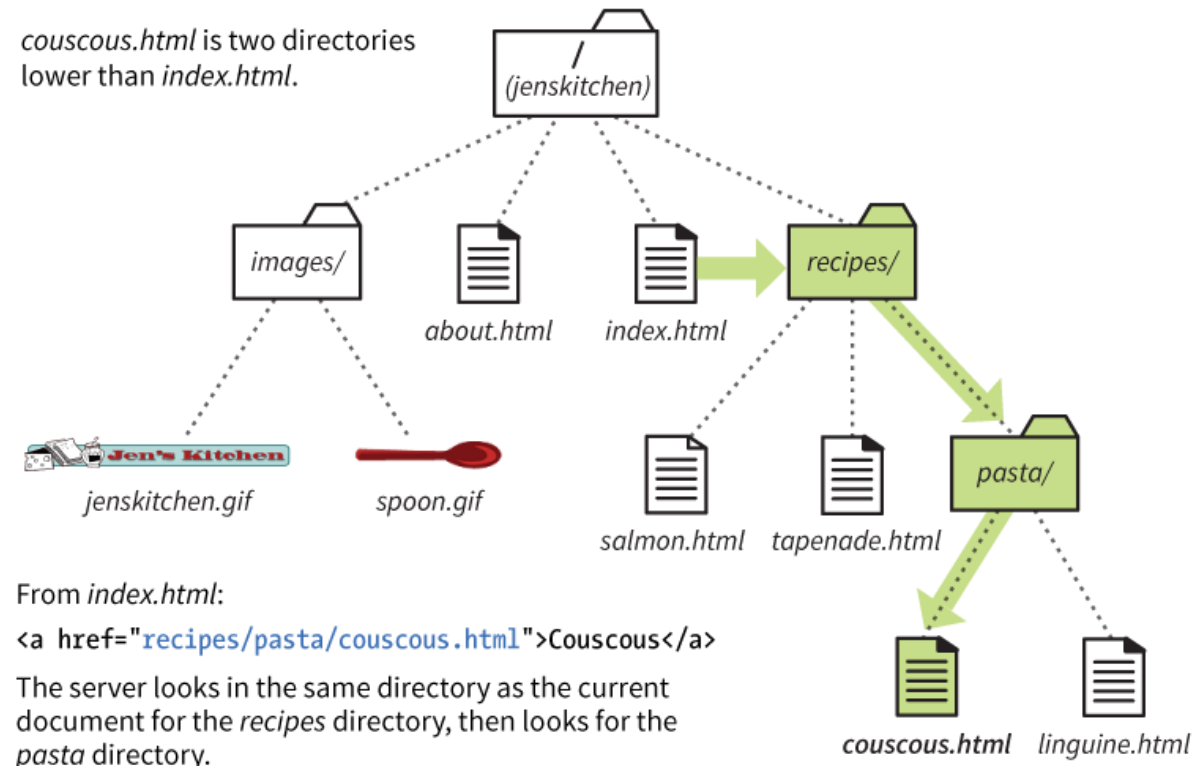 couscous.html is two directories
lower than index.html.
/
(jenskitchen)
images/
about.html
index.html
recipes/
Jen's Kitchen
jenskitchen.gif
spoon.gif
salmon.html
tapenade.html
pasta/
From index.html:
<a href="recipes/pasta/couscous.html">Couscous</a>
The server looks in the same directory as the current
document for the recipes directory, then looks for the
pasta directory.
couscous.html
linguine.html